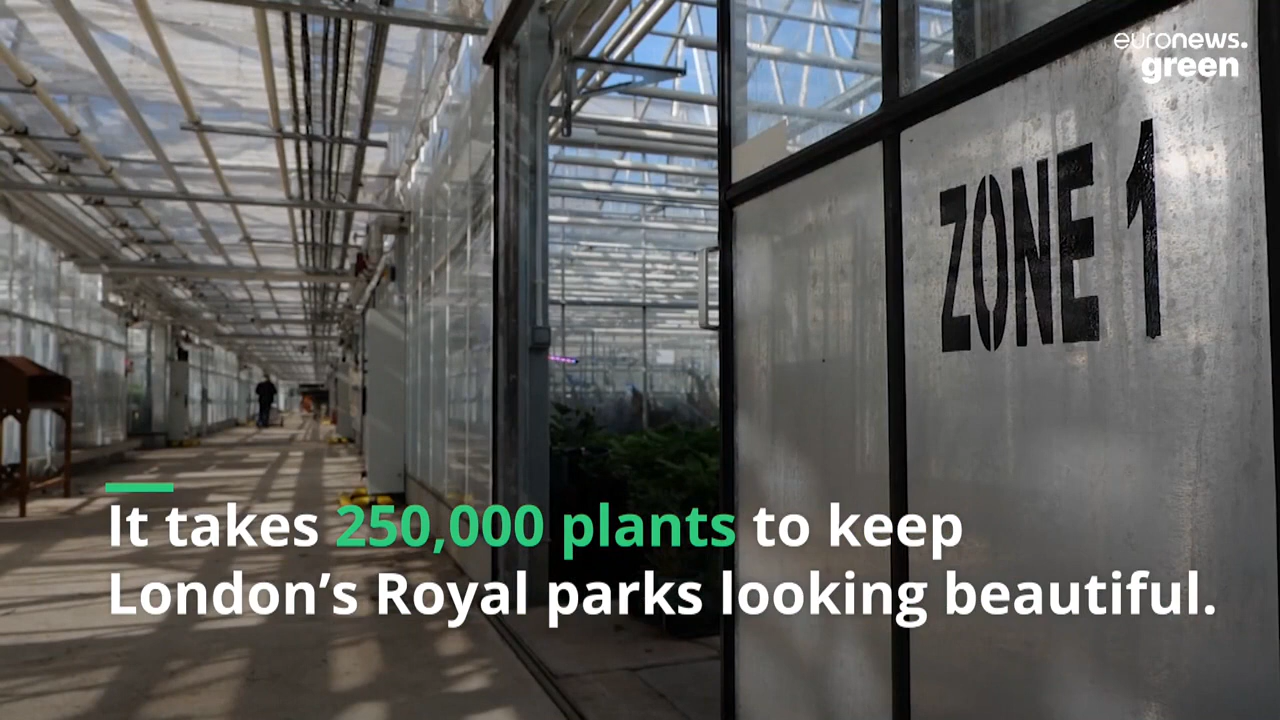 euronews.
green
ZONE 1
It takes 250,000 plants to keep
London’s Royal parks looking beautiful.